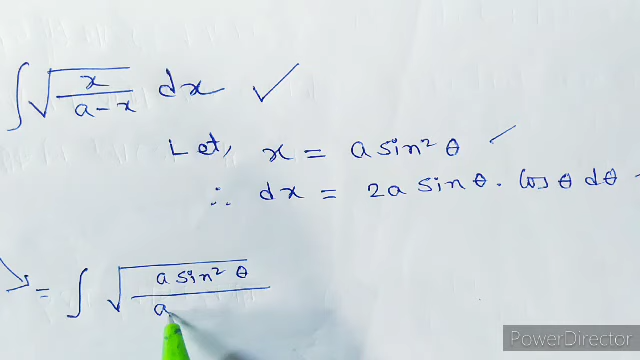 ∫ √(x/(a-x)) dx ✓
Let, x = a sin² θ ✓
∴ dx = 2a sin θ · cos θ dθ
= ∫ √(a sin² θ / a
PowerDirector